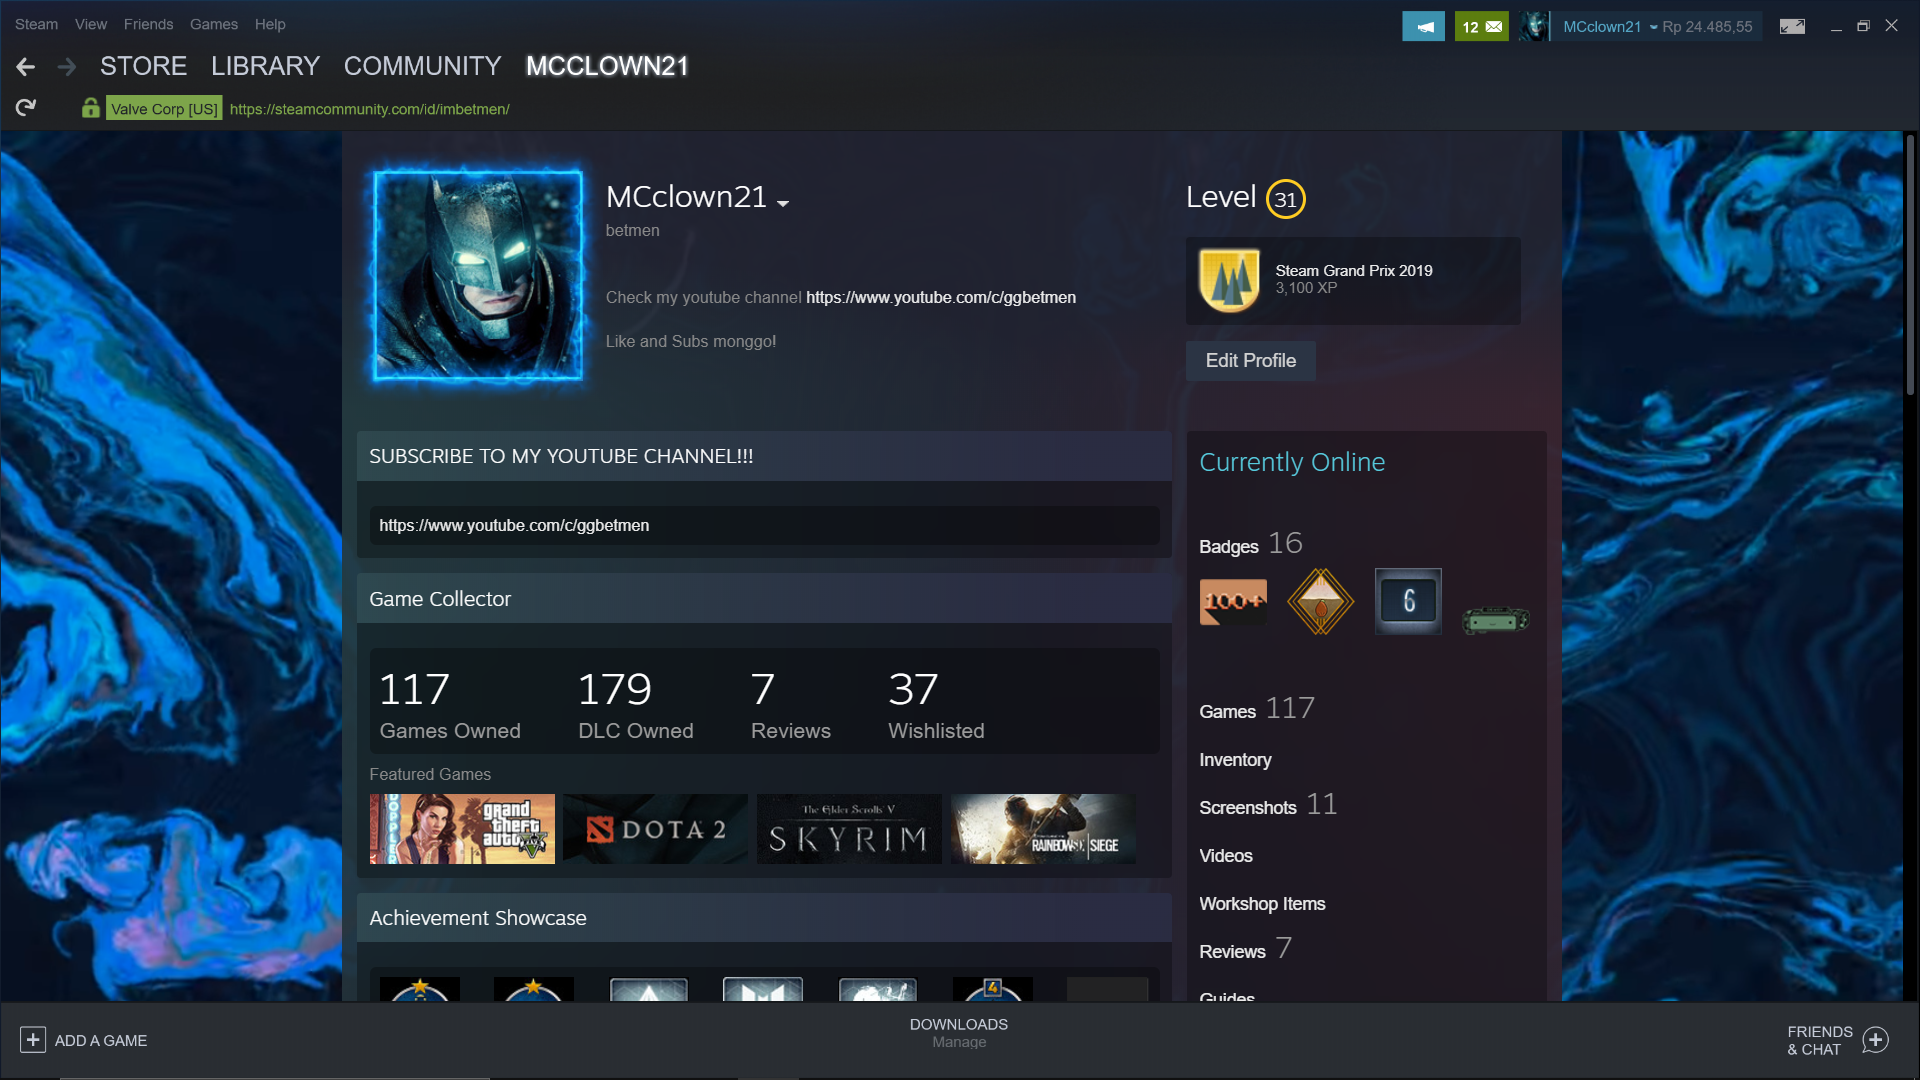 Steam View Friends Games Help
12 MCclown21 Rp 24.485,55
STORE LIBRARY COMMUNITY MCCLOWN21
Valve Corp [US] https://steamcommunity.com/id/imbetmen/
MCclown21
betmen
Check my youtube channel https://www.youtube.com/c/ggbetmen
Like and Subs monggo!
Level 31
Steam Grand Prix 2019
3,100 XP
Edit Profile
SUBSCRIBE TO MY YOUTUBE CHANNEL!!!
https://www.youtube.com/c/ggbetmen
Game Collector
117 179 7 37
Games Owned DLC Owned Reviews Wishlisted
Featured Games
grand theft auto V
DOTA 2
The Elder Scrolls V
SKYRIM
RAINBOW SIX | SIEGE
Achievement Showcase
4
Currently Online
Badges 16
100+
6
Games 117
Inventory
Screenshots 11
Videos
Workshop Items
Reviews 7
Guides
ADD A GAME
DOWNLOADS
Manage
FRIENDS
& CHAT